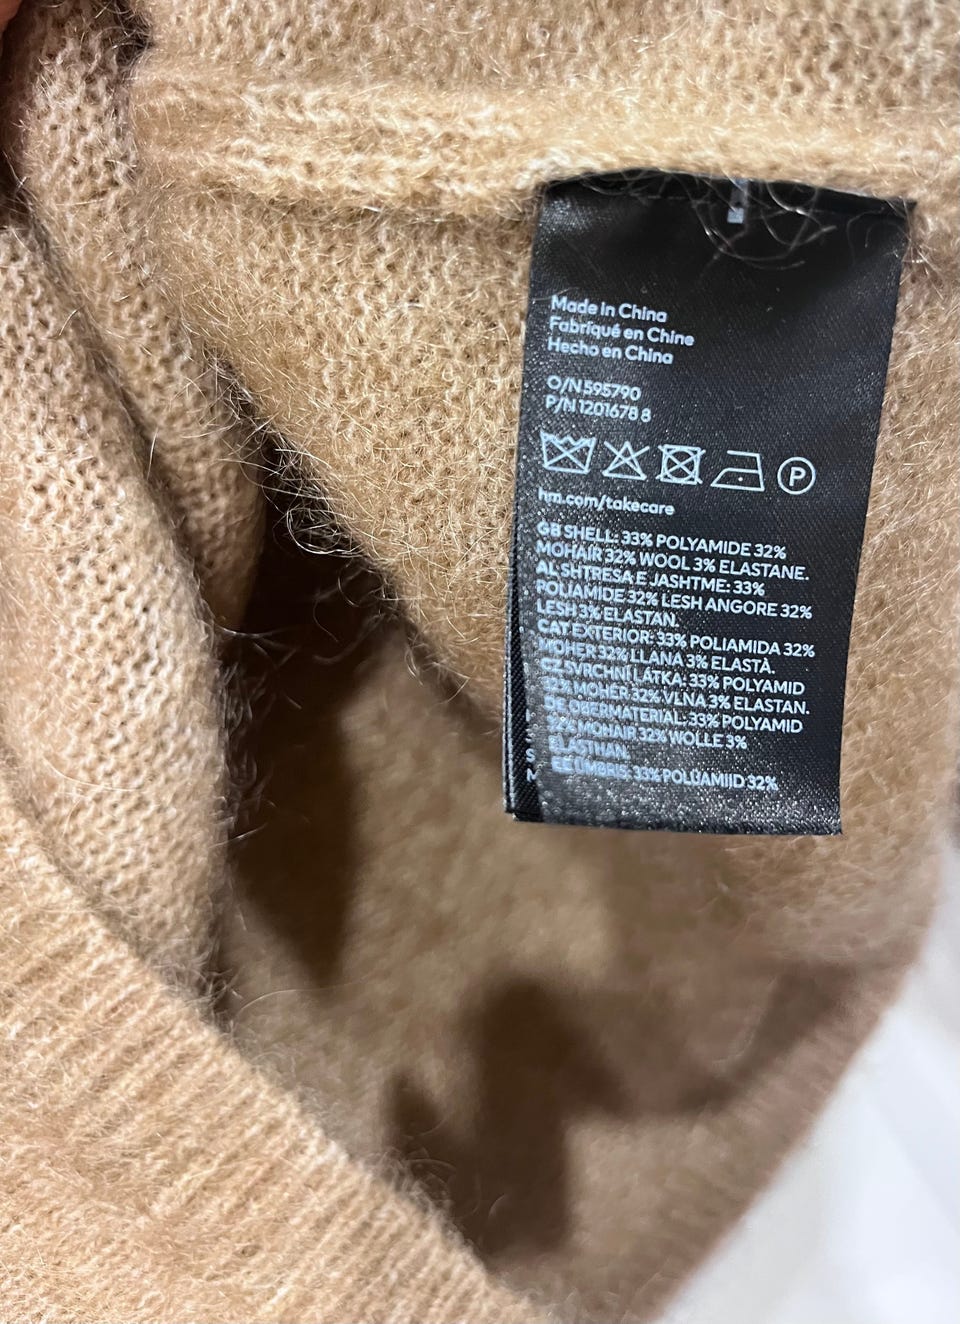 Made in China
Fabriqué en Chine
Hecho en China
O/N 595790
P/N 1201678 8
P
hm.com/takecare
GB SHELL: 33% POLYAMIDE 32%
MOHAIR 32% WOOL 3% ELASTANE.
AL SHTRESA E JASHTME: 33%
POLIAMIDE 32% LESH ANGORE 32%
LESH 3% ELASTAN.
CAT EXTERIOR: 33% POLIAMIDA 32%
MOHER 32% LLANA 3% ELASTÀ.
CZ SVRCHNÍ LÁTKA: 33% POLYAMID
32% MOHER 32% VLNA 3% ELASTAN.
DE OBERMATERIAL: 33% POLYAMID
32% MOHAIR 32% WOLLE 3%
ELASTHAN.
EE ÜMBRIS: 33% POLÜAMIID 32%